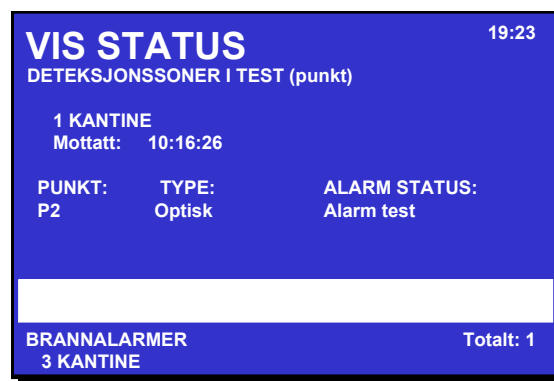 VIS STATUS 19:23
DETEKSJONSSONER I TEST (punkt)
1 KANTINE
Mottatt: 10:16:26
PUNKT: TYPE: ALARM STATUS:
P2 Optisk Alarm test
BRANNALARMER Totalt: 1
3 KANTINE